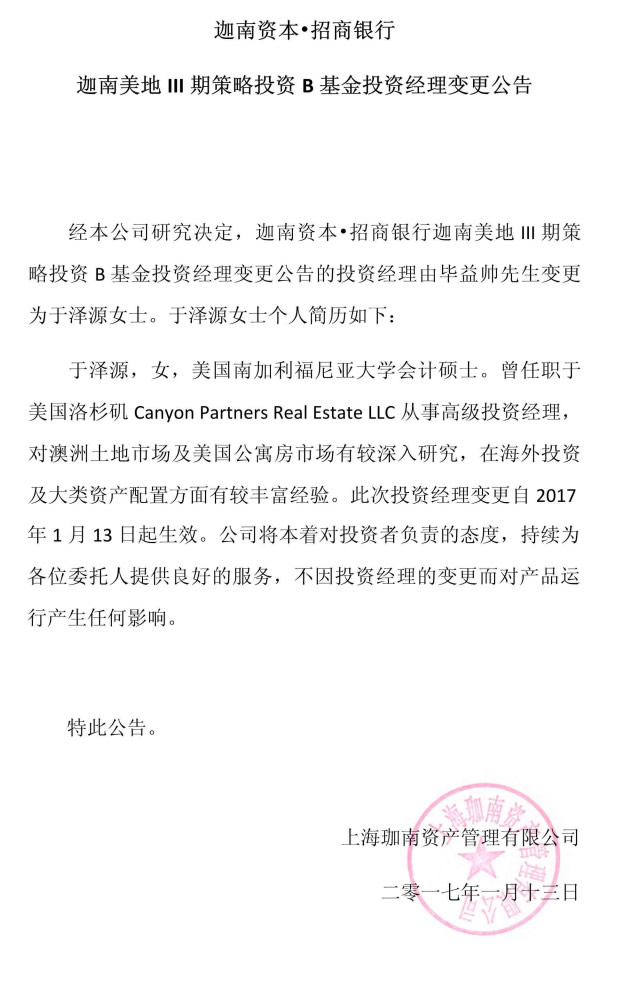 迦南资本•招商银行
迦南美地 III 期策略投资 B 基金投资经理变更公告
经本公司研究决定，迦南资本•招商银行迦南美地 III 期策
略投资 B 基金投资经理变更公告的投资经理由毕益帅先生变更
为于泽源女士。于泽源女士个人简历如下：
于泽源，女，美国南加利福尼亚大学会计硕士。曾任职于
美国洛杉矶 Canyon Partners Real Estate LLC 从事高级投资经理，
对澳洲土地市场及美国公寓房市场有较深入研究，在海外投资
及大类资产配置方面有较丰富经验。此次投资经理变更自 2017
年 1 月 13 日起生效。公司将本着对投资者负责的态度，持续为
各位委托人提供良好的服务，不因投资经理的变更而对产品运
行产生任何影响。
特此公告。
上海珈南资产管理有限公司
二零一七年一月十三日
上海珈南资产管理有限公司